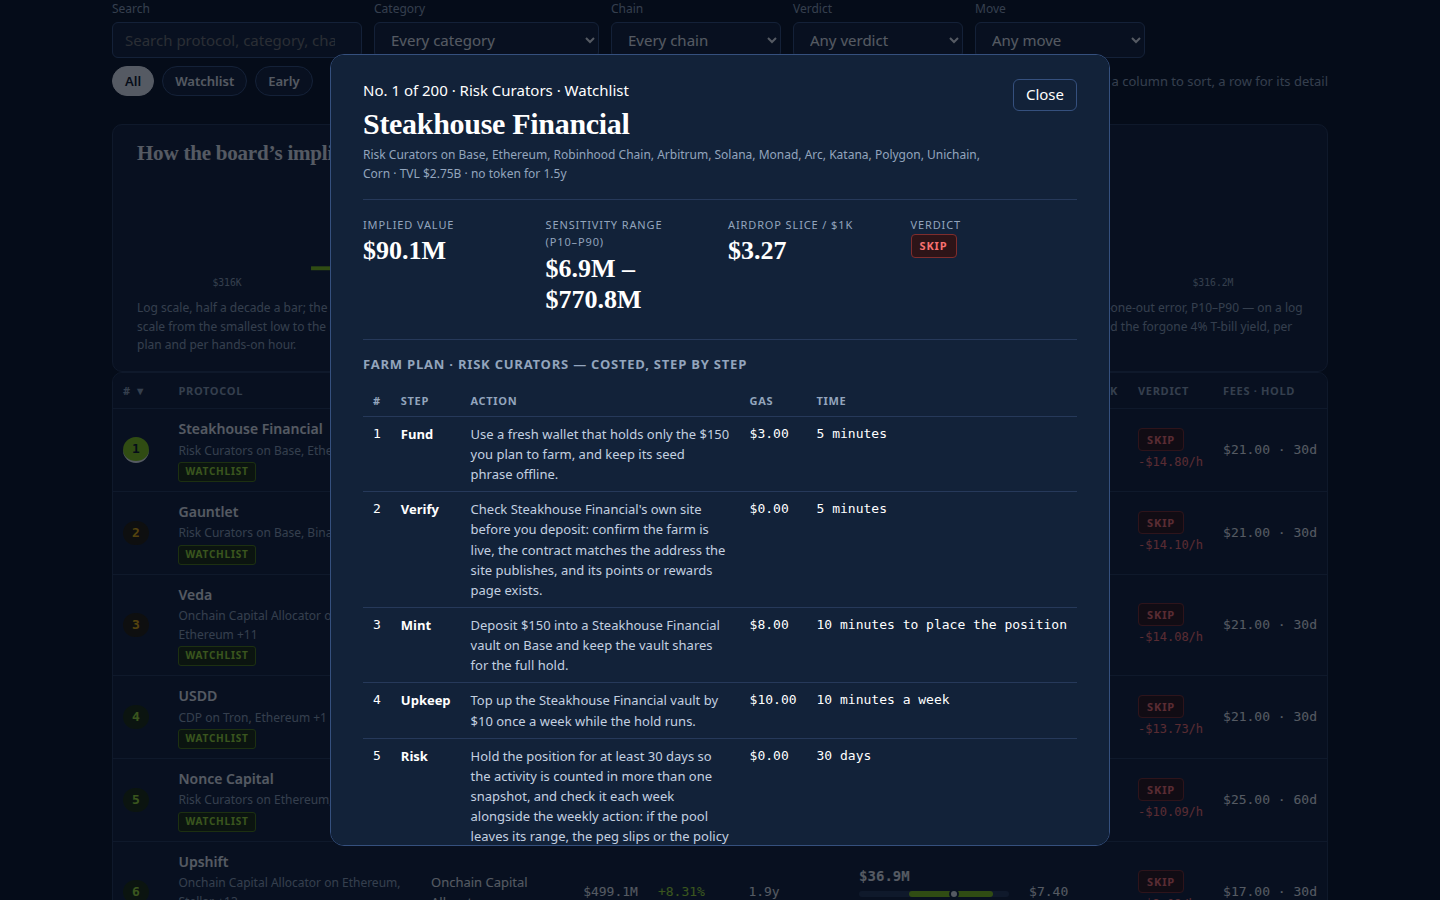 Search
Category
Chain
Verdict
Move
Search protocol, category, cha
Every category
Every chain
Any verdict
Any move
All
Watchlist
Early
a column to sort, a row for its detail
No. 1 of 200 · Risk Curators · Watchlist
Close
Steakhouse Financial
Risk Curators on Base, Ethereum, Robinhood Chain, Arbitrum, Solana, Monad, Arc, Katana, Polygon, Unichain,
Corn · TVL $2.75B · no token for 1.5y
IMPLIED VALUE
$90.1M
SENSITIVITY RANGE
(P10–P90)
$6.9M –
$770.8M
AIRDROP SLICE / $1K
$3.27
VERDICT
SKIP
FARM PLAN · RISK CURATORS — COSTED, STEP BY STEP
# STEP ACTION GAS TIME
1 Fund Use a fresh wallet that holds only the $150 $3.00 5 minutes
you plan to farm, and keep its seed
phrase offline.
2 Verify Check Steakhouse Financial's own site $0.00 5 minutes
before you deposit: confirm the farm is
live, the contract matches the address the
site publishes, and its points or rewards
page exists.
3 Mint Deposit $150 into a Steakhouse Financial $8.00 10 minutes to place the position
vault on Base and keep the vault shares
for the full hold.
4 Upkeep Top up the Steakhouse Financial vault by $10.00 10 minutes a week
$10 once a week while the hold runs.
5 Risk Hold the position for at least 30 days so $0.00 30 days
the activity is counted in more than one
snapshot, and check it each week
alongside the weekly action: if the pool
leaves its range, the peg slips or the policy
How the board's impli
$316K
$316.2M
Log scale, half a decade a bar; the
scale from the smallest low to the
plan and per hands-on hour.
one-out error, P10–P90 — on a log
d the forgone 4% T-bill yield, per
# ▼ PROTOCOL
K VERDICT FEES · HOLD
1 Steakhouse Financial
Risk Curators on Base, Ethe
WATCHLIST
SKIP
-$14.80/h
$21.00 · 30d
2 Gauntlet
Risk Curators on Base, Bina
WATCHLIST
SKIP
-$14.10/h
$21.00 · 30d
3 Veda
Onchain Capital Allocator o
Ethereum +11
WATCHLIST
SKIP
-$14.08/h
$21.00 · 30d
4 USDD
CDP on Tron, Ethereum +1
WATCHLIST
SKIP
-$13.73/h
$21.00 · 30d
5 Nonce Capital
Risk Curators on Ethereum
WATCHLIST
SKIP
-$10.09/h
$25.00 · 60d
6 Upshift
Onchain Capital Allocator on Ethereum,
Onchain Capital
$499.1M +8.31% 1.9y
$36.9M
$7.40
SKIP
$17.00 · 30d